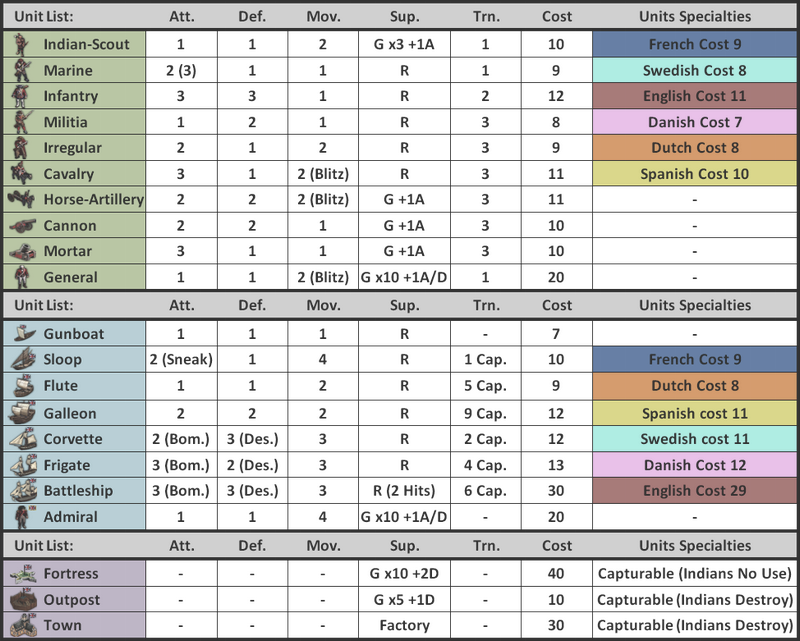 Unit List: Att. Def. Mov. Sup. Trn. Cost Units Specialties
Indian-Scout 1 1 2 G x3 +1A 1 10 French Cost 9
Marine 2 (3) 1 1 R 1 9 Swedish Cost 8
Infantry 3 3 1 R 2 12 English Cost 11
Militia 1 2 1 R 3 8 Danish Cost 7
Irregular 2 1 2 R 3 9 Dutch Cost 8
Cavalry 3 1 2 (Blitz) R 3 11 Spanish Cost 10
Horse-Artillery 2 2 2 (Blitz) G +1A 3 11 -
Cannon 2 2 1 G +1A 3 10 -
Mortar 3 1 1 G +1A 3 10 -
General 1 1 2 (Blitz) G x10 +1A/D 1 20 -
Unit List: Att. Def. Mov. Sup. Trn. Cost Units Specialties
Gunboat 1 1 1 R - 7 -
Sloop 2 (Sneak) 1 4 R 1 Cap. 10 French Cost 9
Flute 1 1 2 R 5 Cap. 9 Dutch Cost 8
Galleon 2 2 2 R 9 Cap. 12 Spanish cost 11
Corvette 2 (Bom.) 3 (Des.) 3 R 2 Cap. 12 Swedish cost 11
Frigate 3 (Bom.) 2 (Des.) 3 R 4 Cap. 13 Danish Cost 12
Battleship 3 (Bom.) 3 (Des.) 3 R (2 Hits) 6 Cap. 30 English Cost 29
Admiral 1 1 4 G x10 +1A/D - 20 -
Unit List: Att. Def. Mov. Sup. Trn. Cost Units Specialties
Fortress - - - G x10 +2D - 40 Capturable (Indians No Use)
Outpost - - - G x5 +1D - 10 Capturable (Indians Destroy)
Town - - - Factory - 30 Capturable (Indians Destroy)